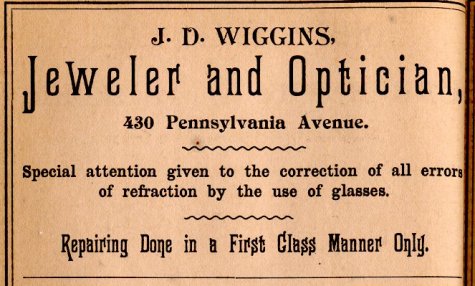 J. D. WIGGINS,
Jeweler and Optician,
430 Pennsylvania Avenue.
Special attention given to the correction of all errors
of refraction by the use of glasses.
Repairing Done in a First Class Manner Only.